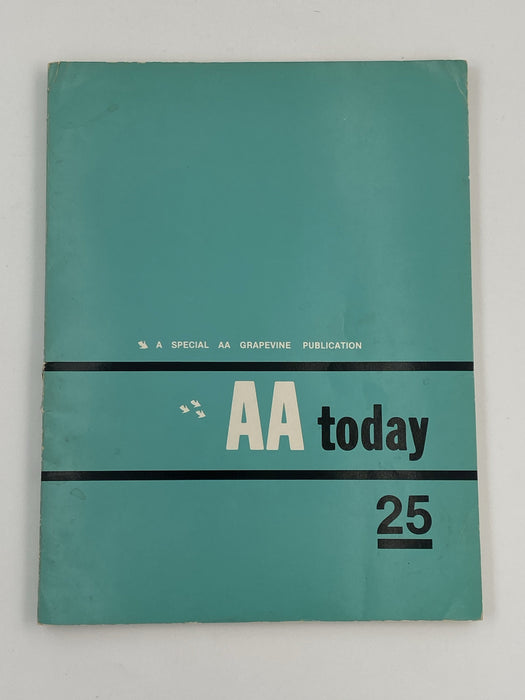 A SPECIAL AA GRAPEVINE PUBLICATION
AA today
25